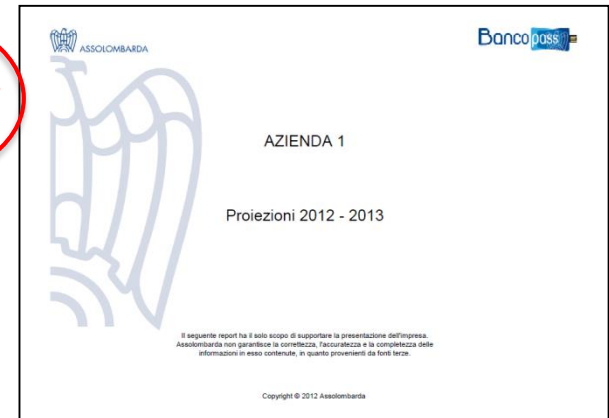 ASSOLOMBARDA
Bancopass
AZIENDA 1
Proiezioni 2012 - 2013
Il seguente report ha il solo scopo di supportare la presentazione dell'impresa.
Assolombarda non garantisce la correttezza, l'accuratezza e la completezza delle
informazioni in esso contenute, in quanto provenienti da fonti terze.
Copyright © 2012 Assolombarda